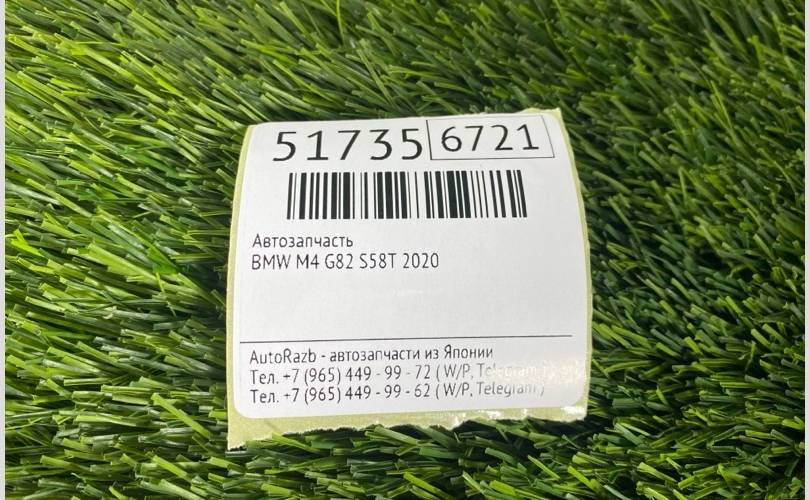 51735 6721
Автозапчасть
BMW M4 G82 S58T 2020
AutoRazb - автозапчасти из Японии
Тел. +7 (965) 449 - 99 - 72 ( W/P, Telegram )
Тел. +7 (965) 449 - 99 - 62 ( W/P, Telegram )